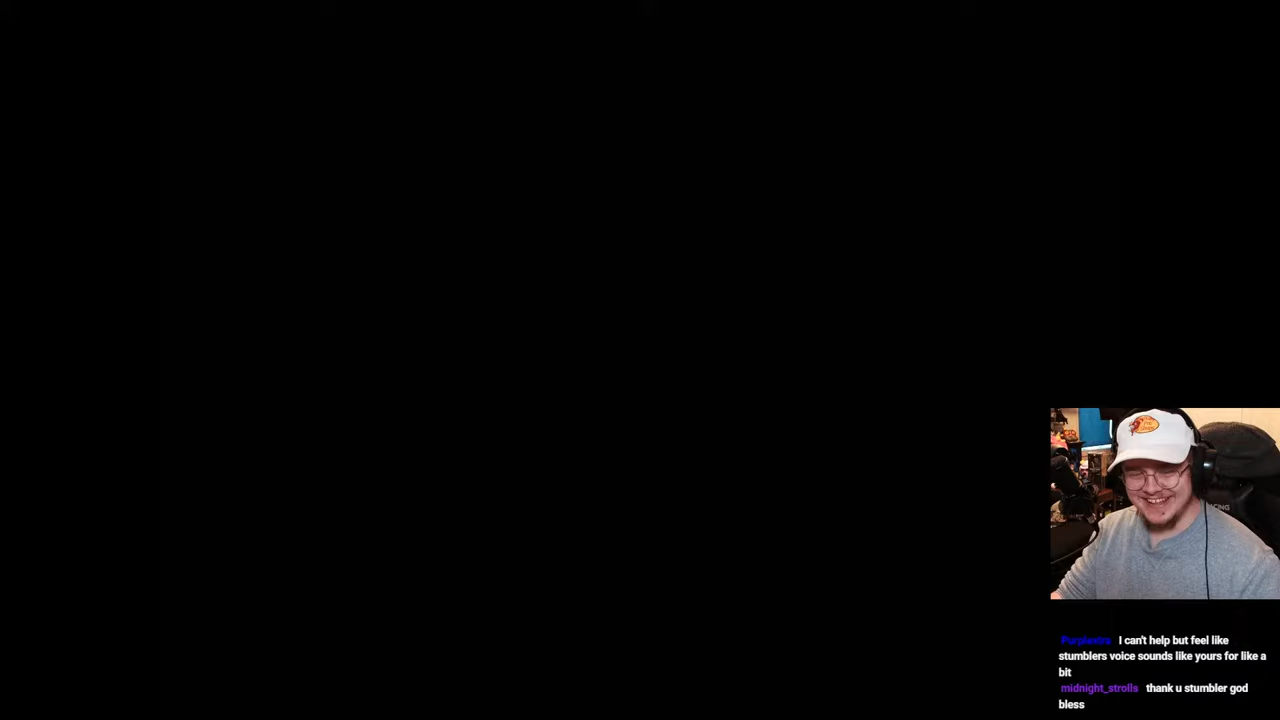 I can't help but feel like
stumblers voice sounds like yours for like a
bit
midnight_strolls thank u stumbler god
bless